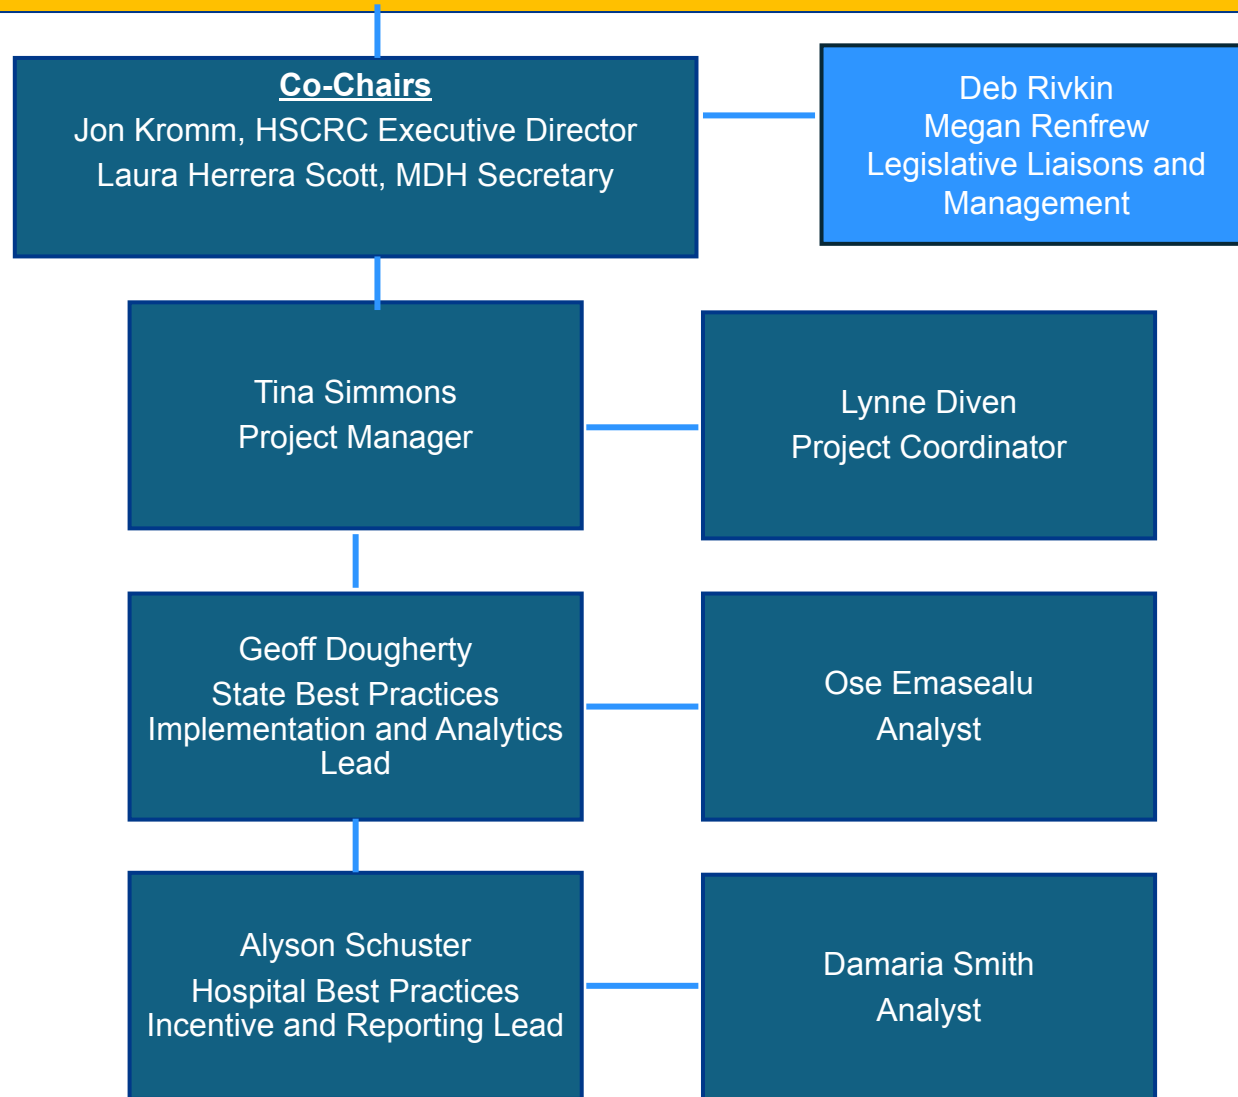 Co-Chairs
Jon Kromm, HSCRC Executive Director
Laura Herrera Scott, MDH Secretary
Deb Rivkin
Megan Renfrew
Legislative Liaisons and
Management
Tina Simmons
Project Manager
Lynne Diven
Project Coordinator
Geoff Dougherty
State Best Practices
Implementation and Analytics
Lead
Ose Emasealu
Analyst
Alyson Schuster
Hospital Best Practices
Incentive and Reporting Lead
Damaria Smith
Analyst